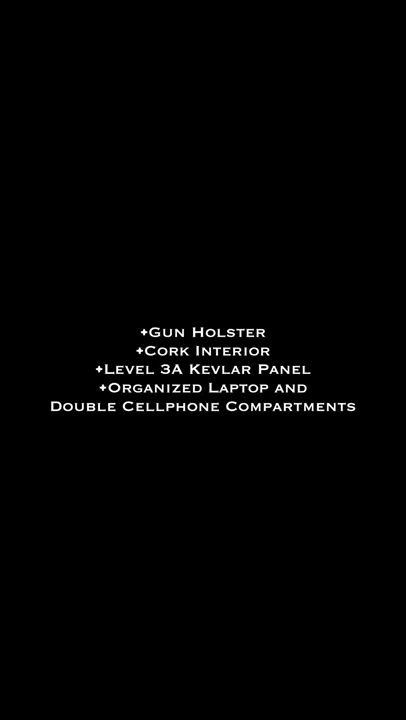 +Gun Holster
+Cork Interior
+Level 3A Kevlar Panel
+Organized Laptop and
Double Cellphone Compartments